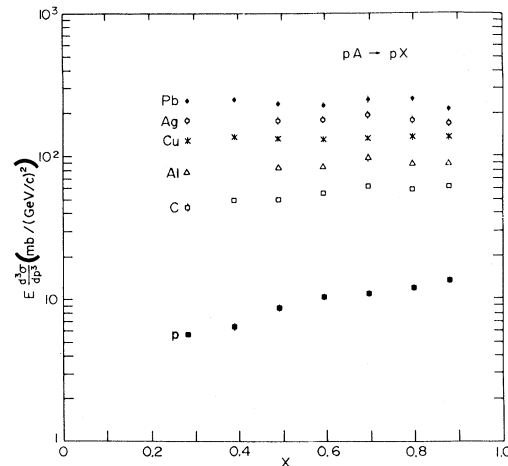 10³
pA → pX
Pb
Ag
Cu
10²
Al
C
E d³σ/dp³ (mb/(GeV/c)²)
10
p
1
0 0.2 0.4 0.6 0.8 1.0
X